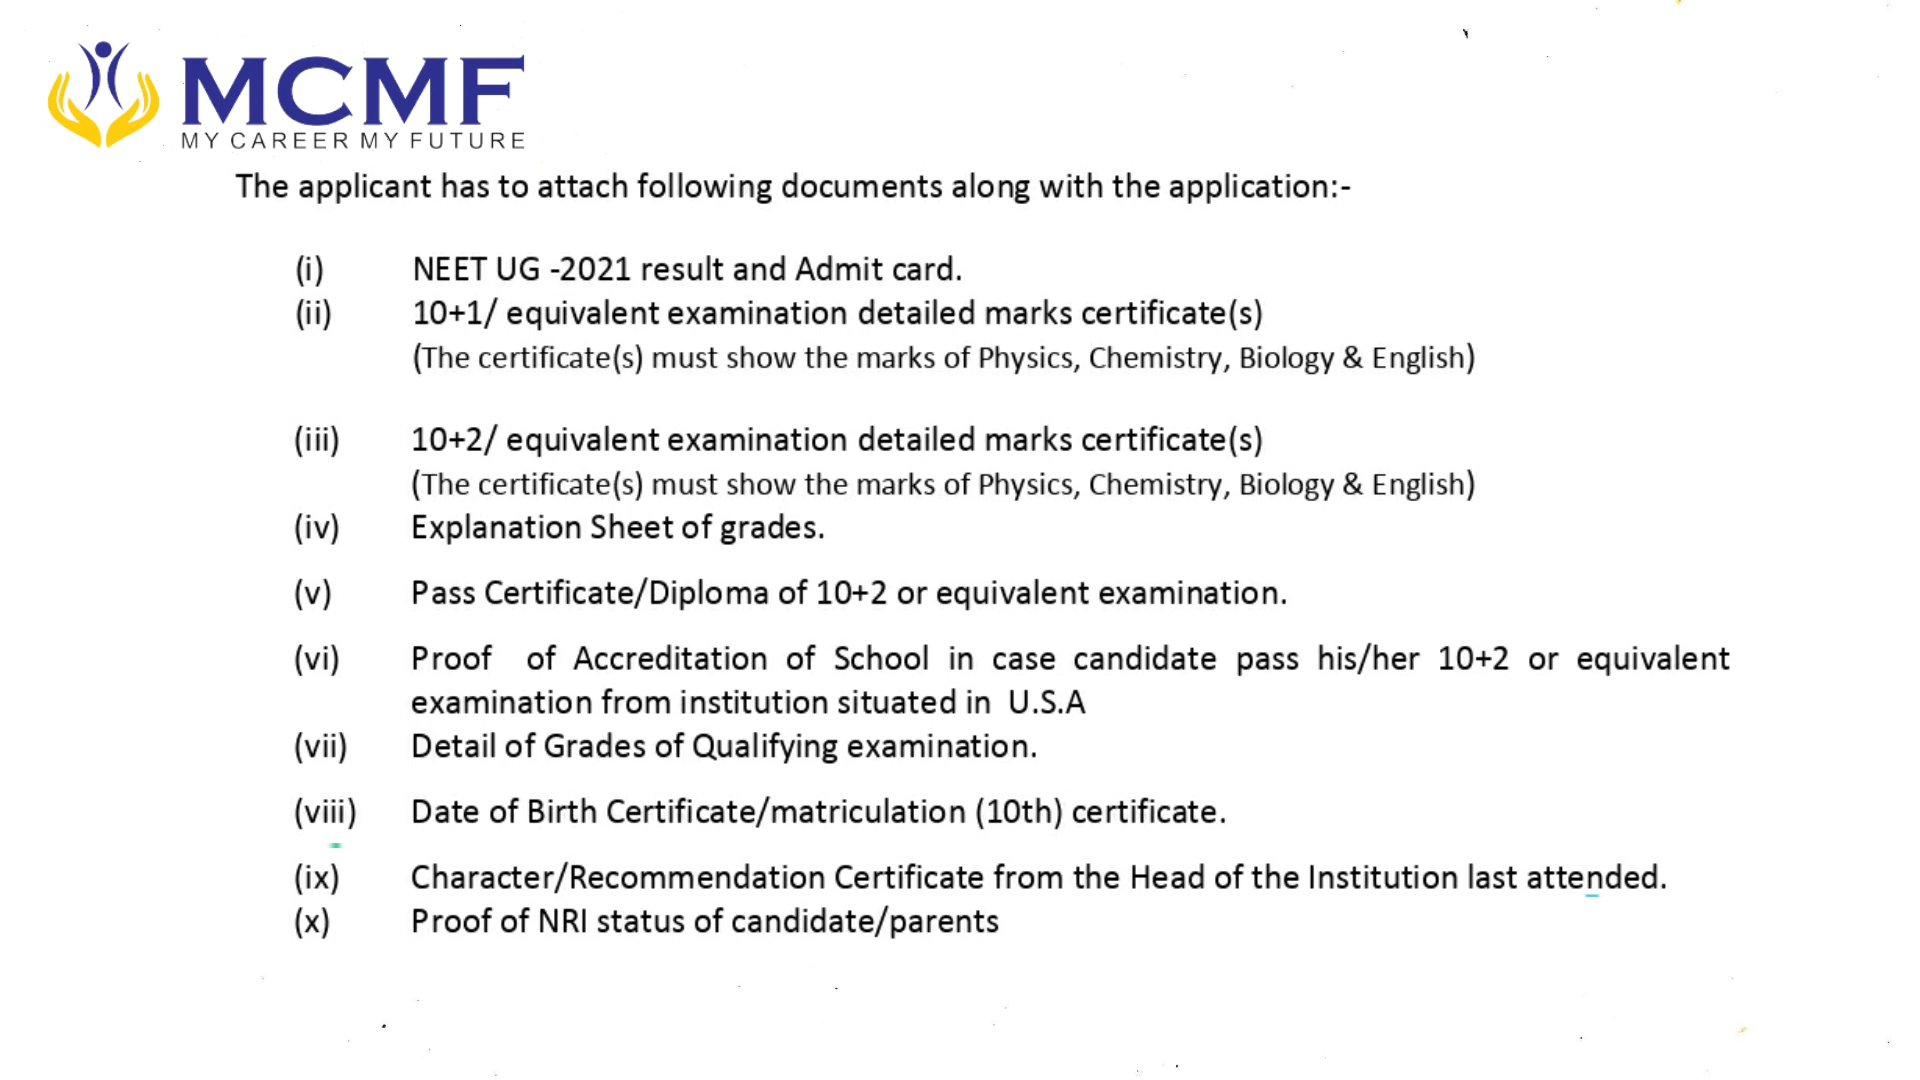 MCMF
MY CAREER MY FUTURE
The applicant has to attach following documents along with the application:-
(i) NEET UG -2021 result and Admit card.
(ii) 10+1/ equivalent examination detailed marks certificate(s)
(The certificate(s) must show the marks of Physics, Chemistry, Biology & English)
(iii) 10+2/ equivalent examination detailed marks certificate(s)
(The certificate(s) must show the marks of Physics, Chemistry, Biology & English)
(iv) Explanation Sheet of grades.
(v) Pass Certificate/Diploma of 10+2 or equivalent examination.
(vi) Proof of Accreditation of School in case candidate pass his/her 10+2 or equivalent
examination from institution situated in U.S.A
(vii) Detail of Grades of Qualifying examination.
(viii) Date of Birth Certificate/matriculation (10th) certificate.
(ix) Character/Recommendation Certificate from the Head of the Institution last attended.
(x) Proof of NRI status of candidate/parents